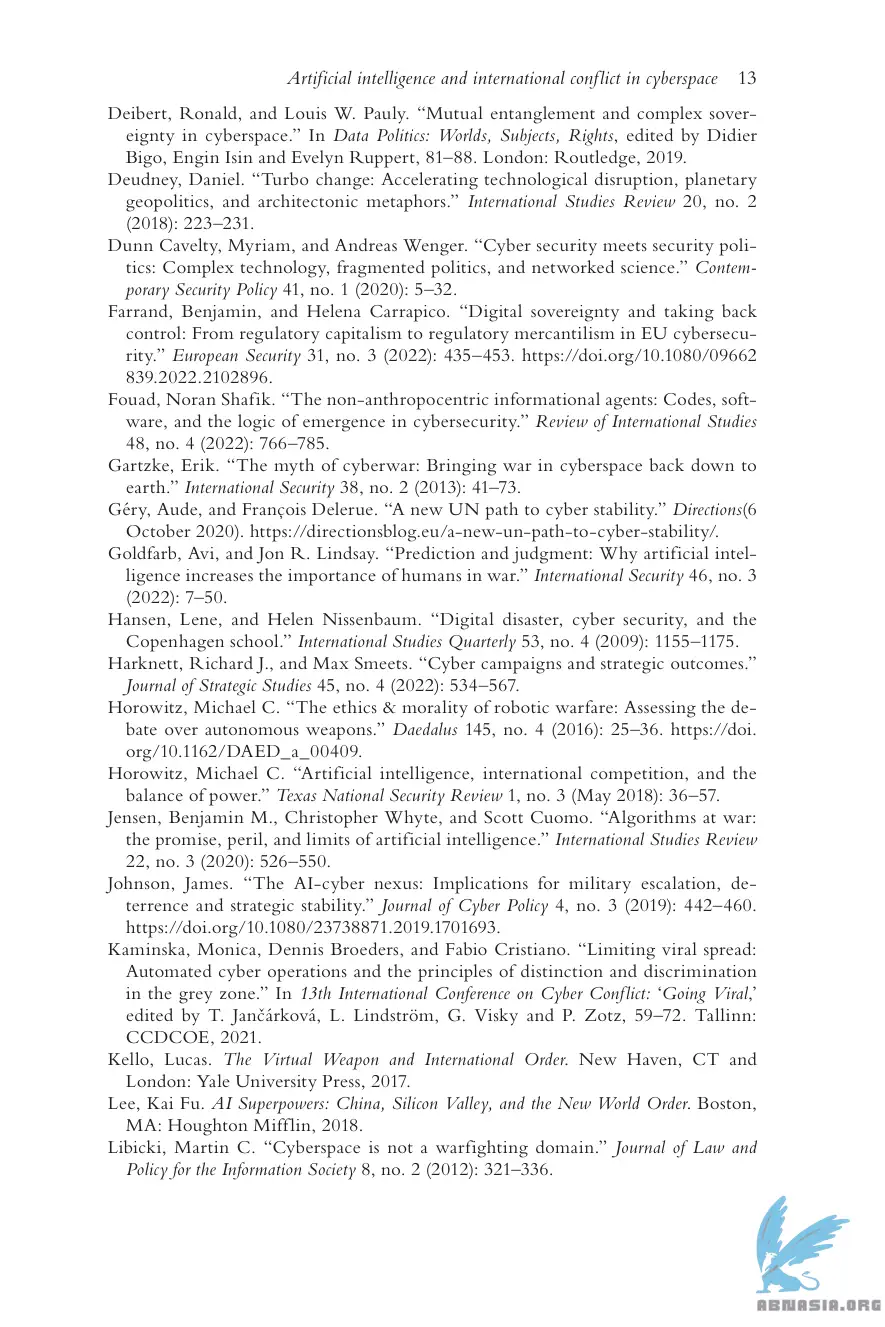 Artificial intelligence and international conflict in cyberspace 13
Deibert, Ronald, and Louis W. Pauly. “Mutual entanglement and complex sover-
eignty in cyberspace.” In Data Politics: Worlds, Subjects, Rights, edited by Didier
Bigo, Engin Isin and Evelyn Ruppert, 81–88. London: Routledge, 2019.
Deudney, Daniel. “Turbo change: Accelerating technological disruption, planetary
geopolitics, and architectonic metaphors.” International Studies Review 20, no. 2
(2018): 223–231.
Dunn Cavelty, Myriam, and Andreas Wenger. “Cyber security meets security poli-
tics: Complex technology, fragmented politics, and networked science.” Contem-
porary Security Policy 41, no. 1 (2020): 5–32.
Farrand, Benjamin, and Helena Carrapico. “Digital sovereignty and taking back
control: From regulatory capitalism to regulatory mercantilism in EU cybersecu-
rity.” European Security 31, no. 3 (2022): 435–453. https://doi.org/10.1080/09662
839.2022.2102896.
Fouad, Noran Shafik. “The non-anthropocentric informational agents: Codes, soft-
ware, and the logic of emergence in cybersecurity.” Review of International Studies
48, no. 4 (2022): 766–785.
Gartzke, Erik. “The myth of cyberwar: Bringing war in cyberspace back down to
earth.” International Security 38, no. 2 (2013): 41–73.
Géry, Aude, and François Delerue. “A new UN path to cyber stability.” Directions(6
October 2020). https://directionsblog.eu/a-new-un-path-to-cyber-stability/.
Goldfarb, Avi, and Jon R. Lindsay. “Prediction and judgment: Why artificial intel-
ligence increases the importance of humans in war.” International Security 46, no. 3
(2022): 7–50.
Hansen, Lene, and Helen Nissenbaum. “Digital disaster, cyber security, and the
Copenhagen school.” International Studies Quarterly 53, no. 4 (2009): 1155–1175.
Harknett, Richard J., and Max Smeets. “Cyber campaigns and strategic outcomes.”
Journal of Strategic Studies 45, no. 4 (2022): 534–567.
Horowitz, Michael C. “The ethics & morality of robotic warfare: Assessing the de-
bate over autonomous weapons.” Daedalus 145, no. 4 (2016): 25–36. https://doi.
org/10.1162/DAED_a_00409.
Horowitz, Michael C. “Artificial intelligence, international competition, and the
balance of power.” Texas National Security Review 1, no. 3 (May 2018): 36–57.
Jensen, Benjamin M., Christopher Whyte, and Scott Cuomo. “Algorithms at war:
the promise, peril, and limits of artificial intelligence.” International Studies Review
22, no. 3 (2020): 526–550.
Johnson, James. “The AI-cyber nexus: Implications for military escalation, de-
terrence and strategic stability.” Journal of Cyber Policy 4, no. 3 (2019): 442–460.
https://doi.org/10.1080/23738871.2019.1701693.
Kaminska, Monica, Dennis Broeders, and Fabio Cristiano. “Limiting viral spread:
Automated cyber operations and the principles of distinction and discrimination
in the grey zone.” In 13th International Conference on Cyber Conflict: ‘Going Viral,’
edited by T. Jančárková, L. Lindström, G. Visky and P. Zotz, 59–72. Tallinn:
CCDCOE, 2021.
Kello, Lucas. The Virtual Weapon and International Order. New Haven, CT and
London: Yale University Press, 2017.
Lee, Kai Fu. AI Superpowers: China, Silicon Valley, and the New World Order. Boston,
MA: Houghton Mifflin, 2018.
Libicki, Martin C. “Cyberspace is not a warfighting domain.” Journal of Law and
Policy for the Information Society 8, no. 2 (2012): 321–336.
ABNASIA.ORG